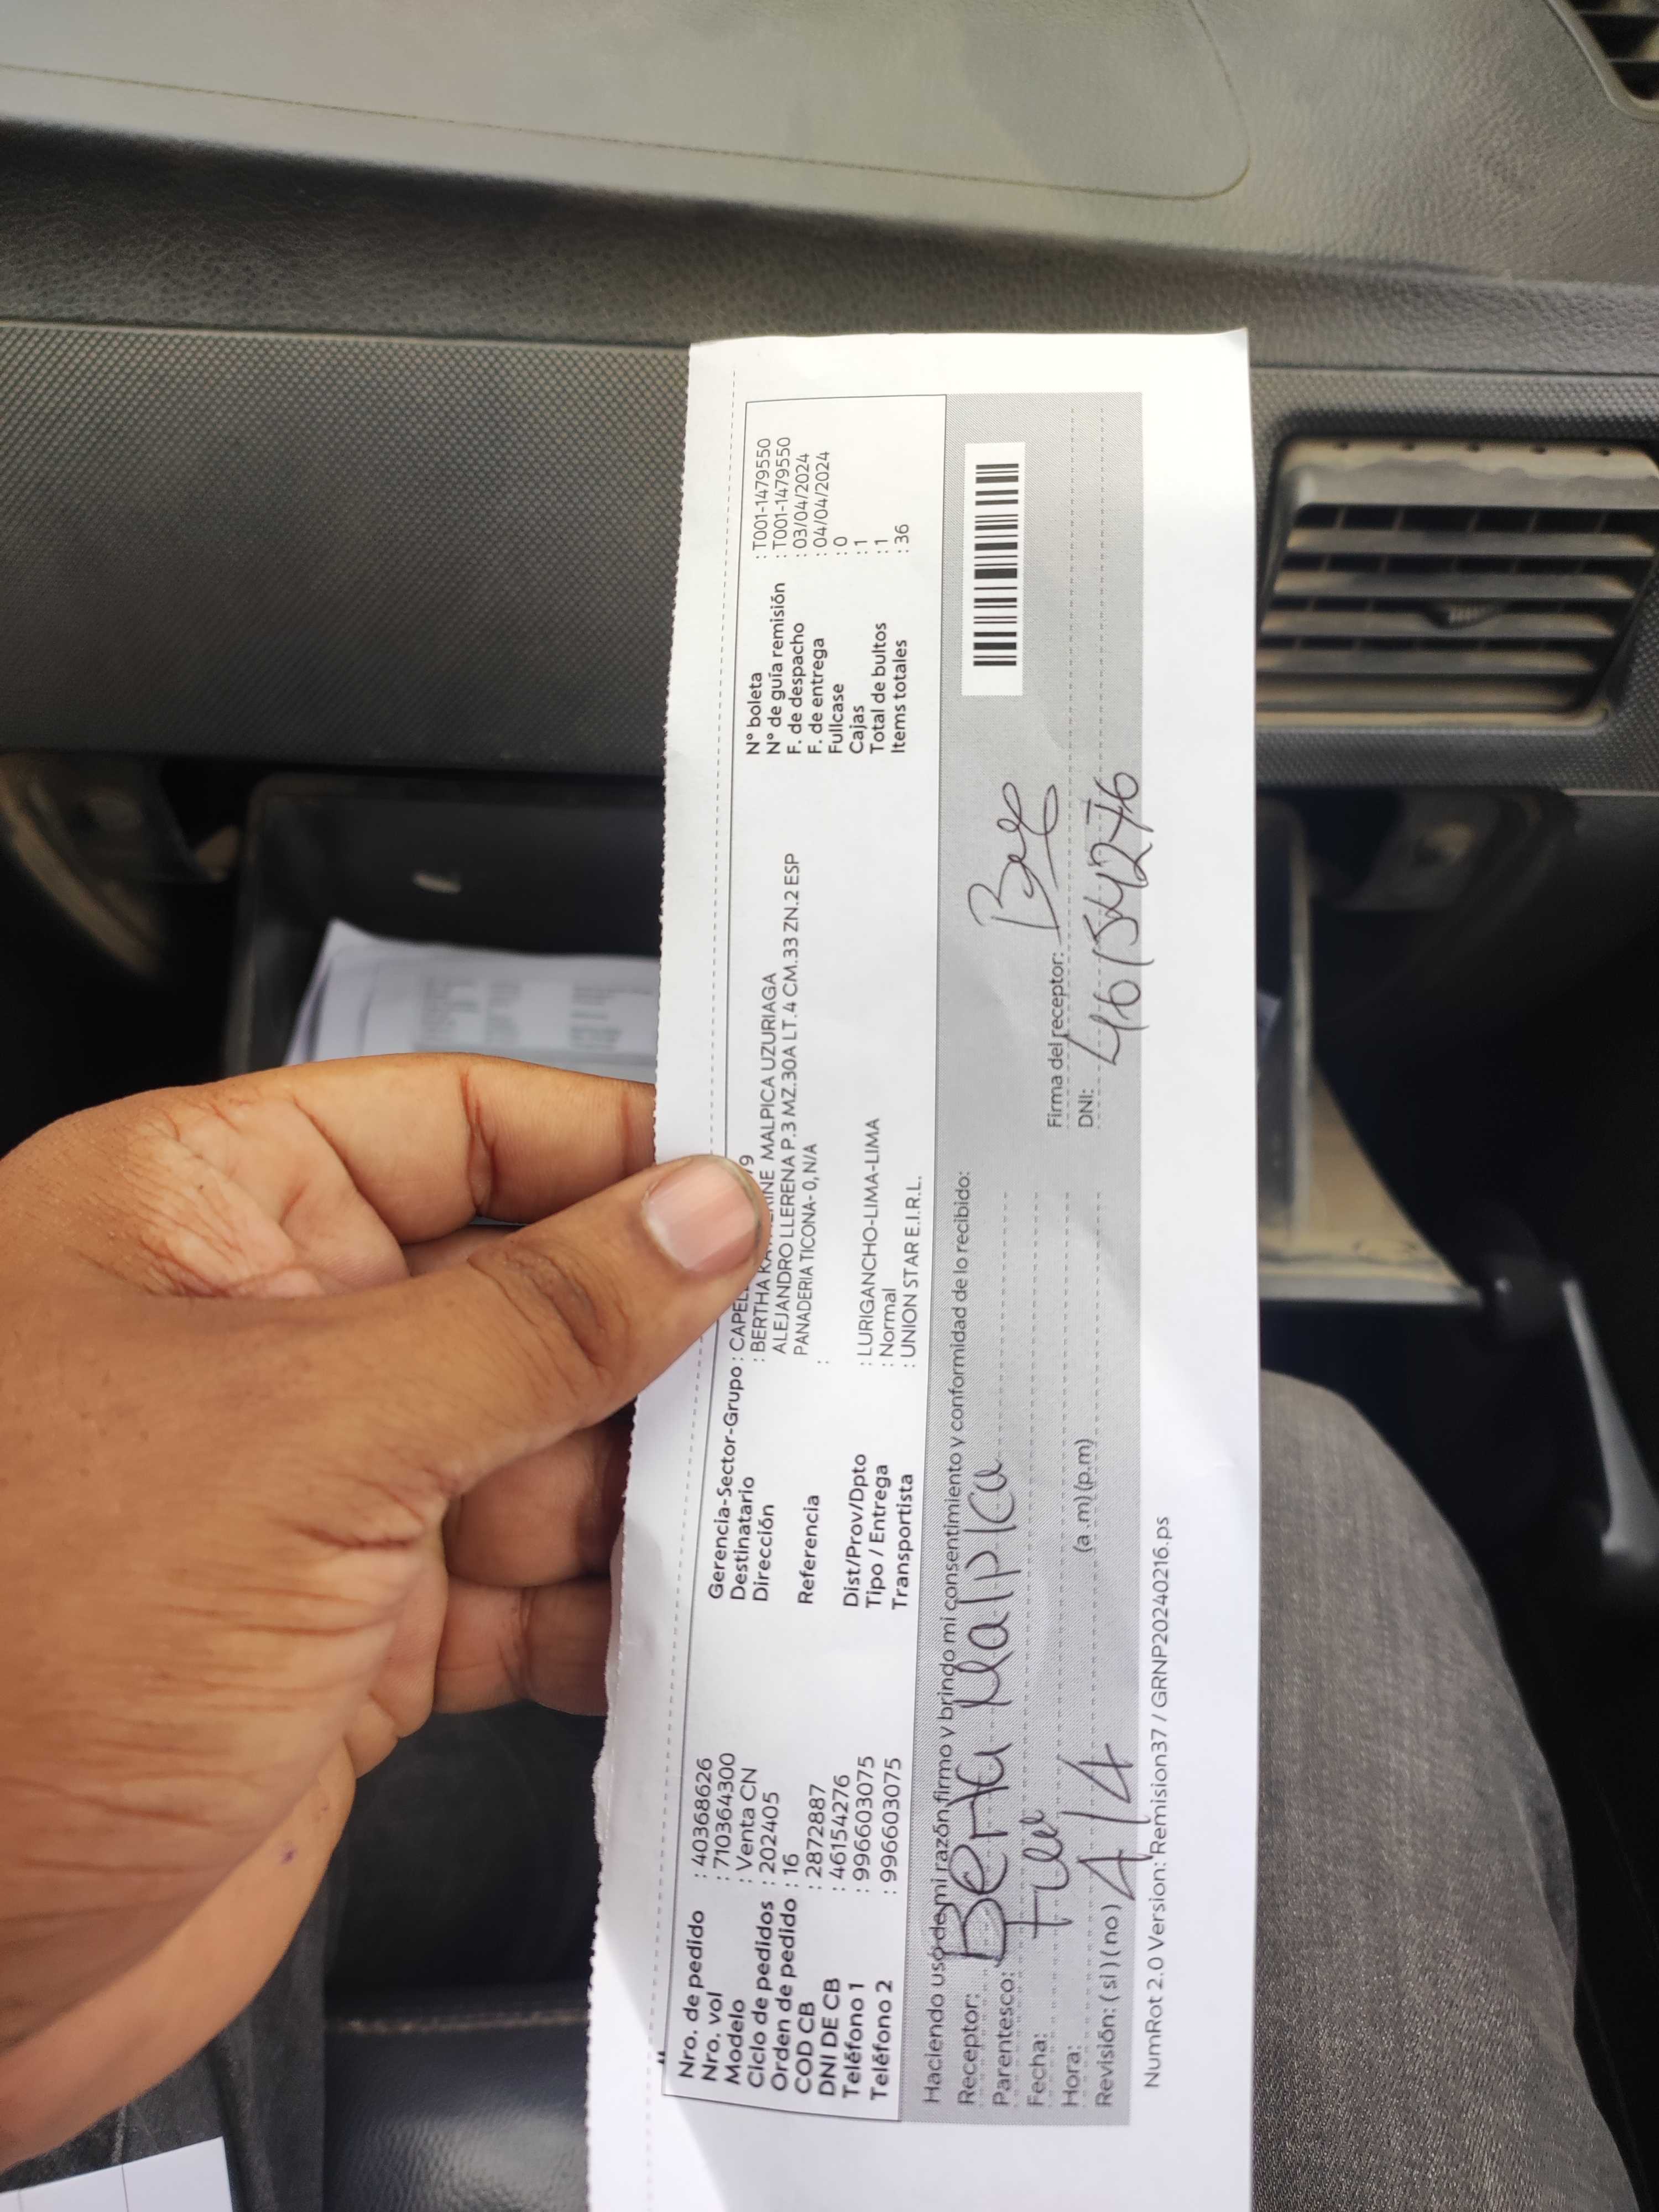 Nro. de pedido : 40368626
Nro. vol : 710364300
Modelo : Venta CN
Ciclo de pedidos : 202405
Orden de pedido : 16
COD CB : 2872887
DNI DE CB : 46154276
Teléfono 1 : 996603075
Teléfono 2 : 996603075
Gerencia-Sector-Grupo : CAPEL
Destinatario : BERTHA MALPICA UZURIAGA
Dirección ALEJANDRO LLERENA P.3 MZ.30A LT.4 CM.33 ZN.2 ESP
PANADERIA TICONA- 0, N/A
Referencia :
Dist/Prov/Dpto : LURIGANCHO-LIMA-LIMA
Tipo / Entrega : Normal
Transportista : UNION STAR E.I.R.L.
N° boleta : T001-1479550
N° de guía remisión : T001-1479550
F. de despacho : 03/04/2024
F. de entrega : 04/04/2024
Fullcase : 0
Cajas : 1
Total de bultos : 1
Items totales : 36
Haciendo uso de mi razón, firmo y brindo mi consentimiento y conformidad de lo recibido:
Receptor: Berta Malpica
Parentesco:
Fecha:
Hora: 4/4 (a.m) (p.m)
Revisión: ( si ) ( no )
Firma del receptor:
DNI: 46154276
NumRot 2.0 Version: Remision37 / GRNP20240216.ps